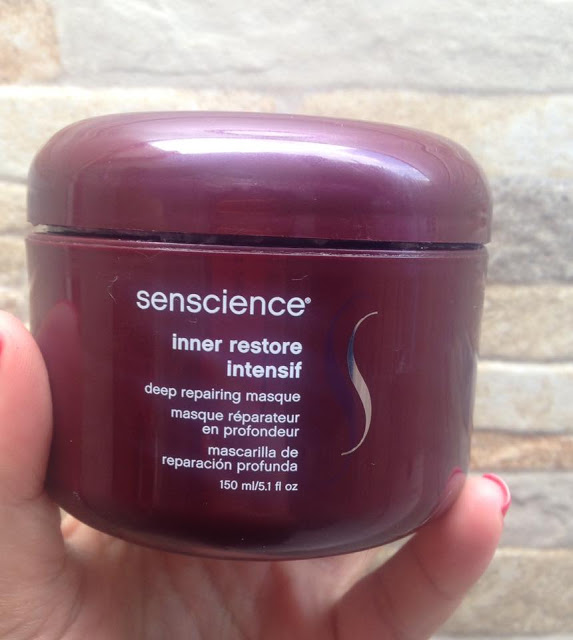 senscience®
inner restore
intensif
deep repairing masque
masque réparateur
en profondeur
mascarilla de
reparación profunda
150 ml/5.1 fl oz